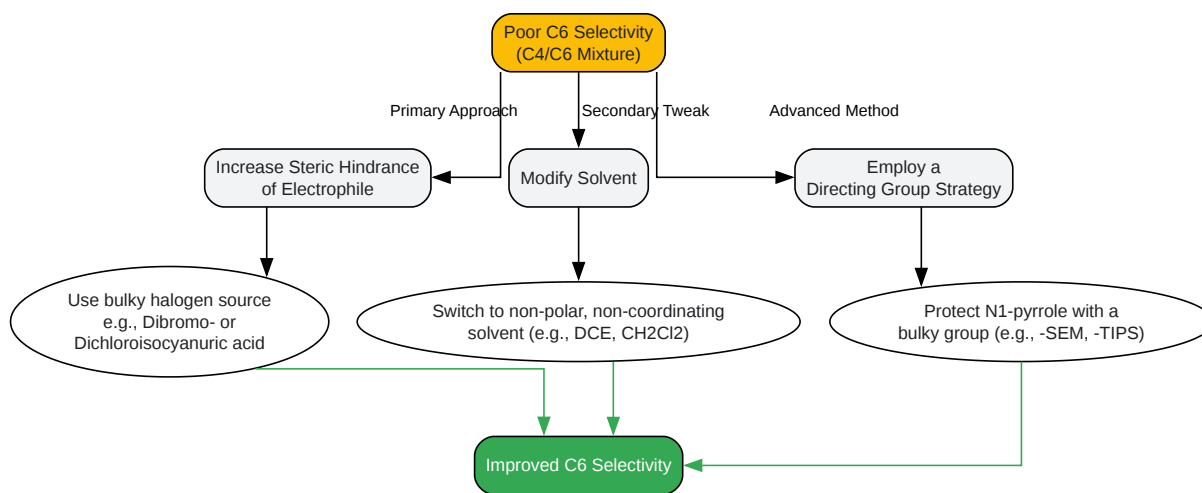 Poor C6 Selectivity
(C4/C6 Mixture)
Primary Approach
Secondary Tweak
Advanced Method
Increase Steric Hindrance
of Electrophile
Modify Solvent
Employ a
Directing Group Strategy
Use bulky halogen source
e.g., Dibromo- or
Dichloroisocyanuric acid
Switch to non-polar, non-coordinating
solvent (e.g., DCE, CH2Cl2)
Protect N1-pyrrole with a
bulky group (e.g., -SEM, -TIPS)
Improved C6 Selectivity